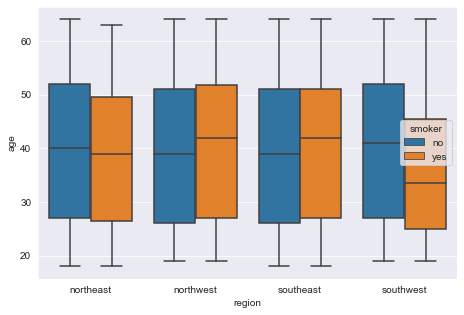 60
50
40
30
20
age
northeast
northwest
southeast
southwest
region
smoker
no
yes